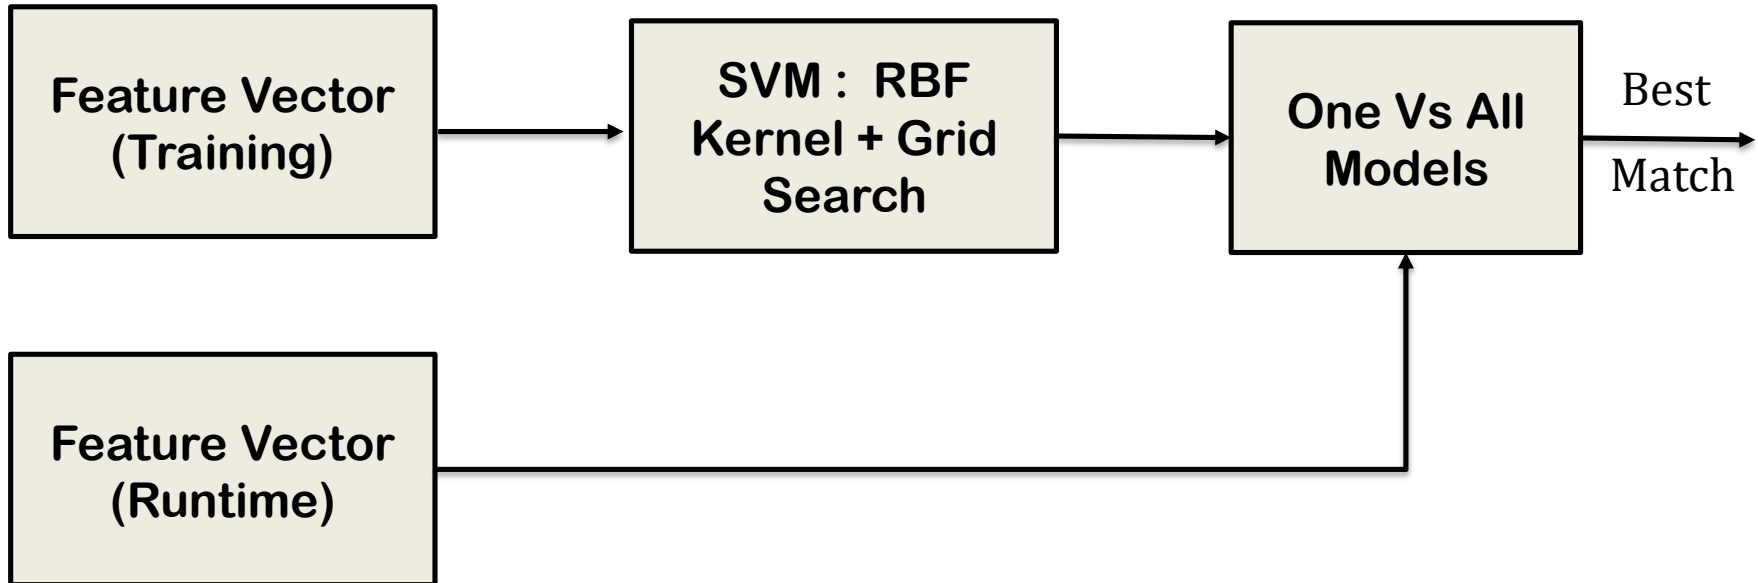 Feature Vector
(Training)
SVM : RBF
Kernel + Grid
Search
One Vs All
Models
Best
Match
Feature Vector
(Runtime)